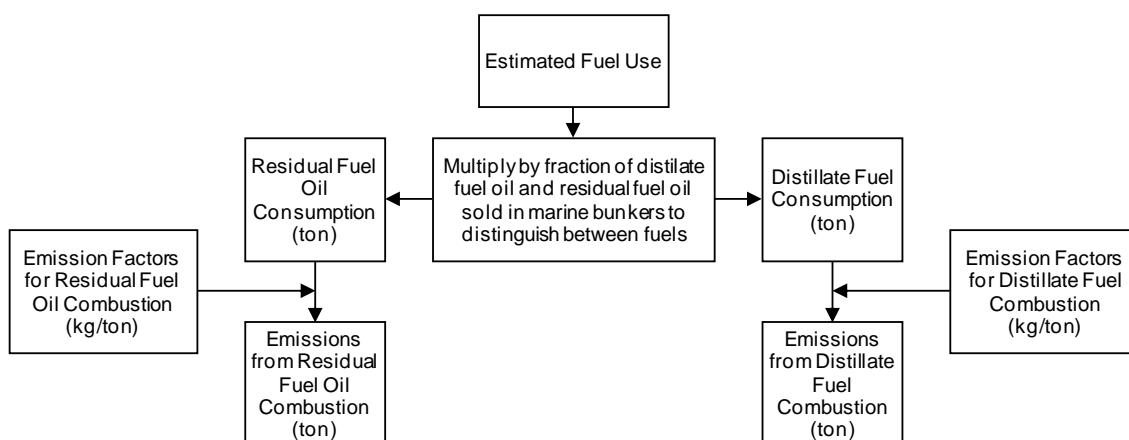 Estimated Fuel Use
Residual Fuel
Oil
Consumption
(ton)
Multiply by fraction of distilate
fuel oil and residual fuel oil
sold in marine bunkers to
distinguish between fuels
Distillate Fuel
Consumption
(ton)
Emission Factors
for Residual Fuel
Oil Combustion
(kg/ton)
Emission Factors
for Distillate Fuel
Combustion
(kg/ton)
Emissions
from Residual
Fuel Oil
Combustion
(ton)
Emissions
from Distillate
Fuel
Combustion
(ton)